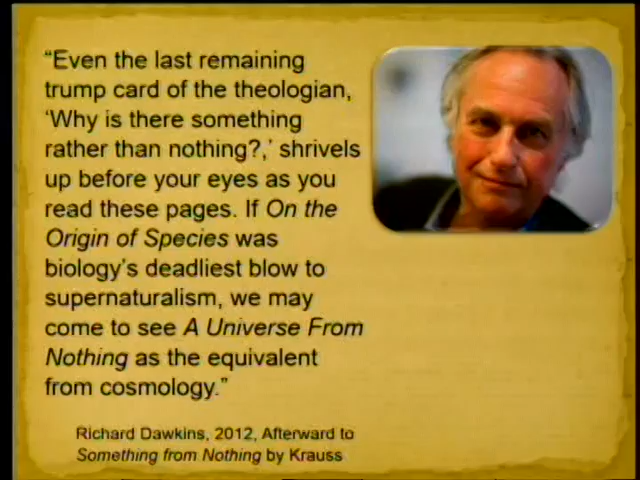 “Even the last remaining
trump card of the theologian,
‘Why is there something
rather than nothing?,’ shrivels
up before your eyes as you
read these pages. If On the
Origin of Species was
biology’s deadliest blow to
supernaturalism, we may
come to see A Universe From
Nothing as the equivalent
from cosmology.”
Richard Dawkins, 2012, Afterward to
Something from Nothing by Krauss